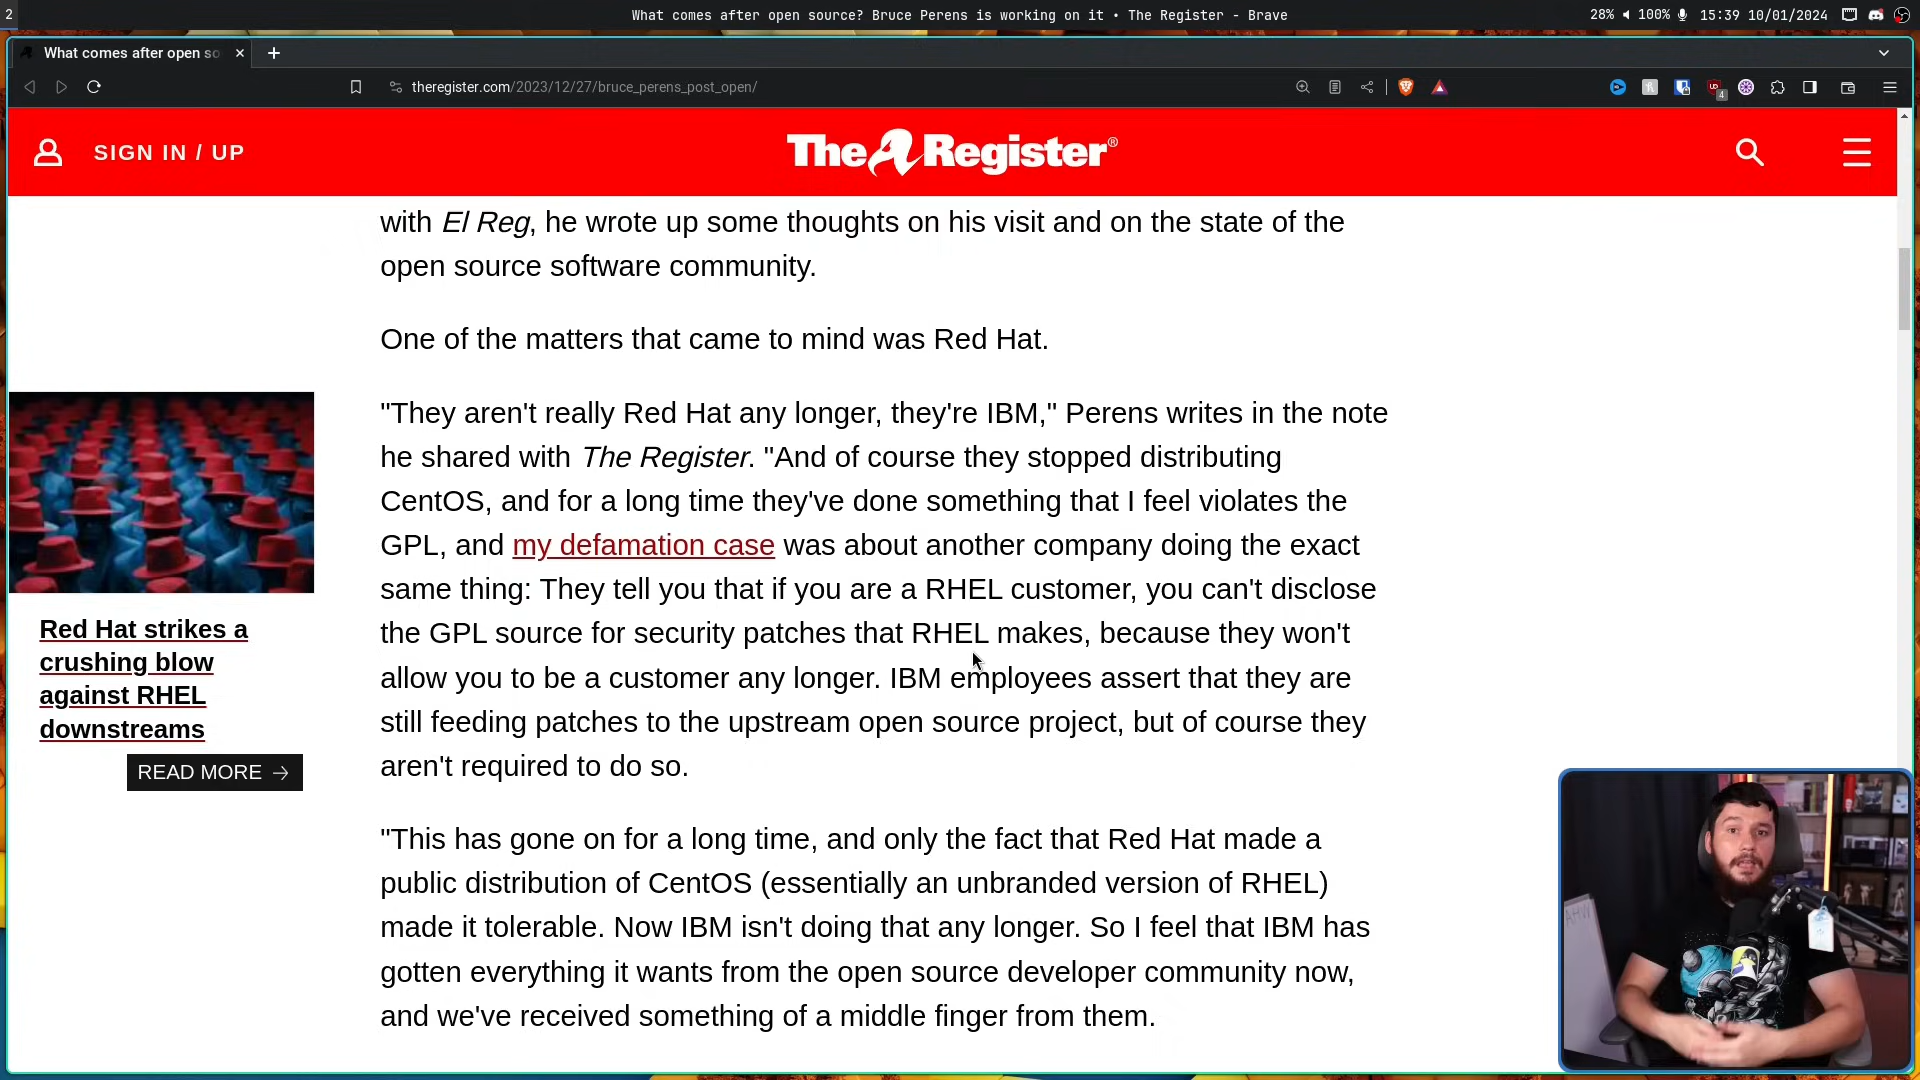 2
What comes after open source? Bruce Perens is working on it • The Register - Brave
28% 100% 15:39 10/01/2024
What comes after open so
theregister.com/2023/12/27/bruce_perens_post_open/
4
SIGN IN / UP
The Register®
with El Reg, he wrote up some thoughts on his visit and on the state of the
open source software community.
One of the matters that came to mind was Red Hat.
"They aren't really Red Hat any longer, they're IBM," Perens writes in the note
he shared with The Register. "And of course they stopped distributing
CentOS, and for a long time they've done something that I feel violates the
GPL, and my defamation case was about another company doing the exact
same thing: They tell you that if you are a RHEL customer, you can't disclose
the GPL source for security patches that RHEL makes, because they won't
allow you to be a customer any longer. IBM employees assert that they are
still feeding patches to the upstream open source project, but of course they
aren't required to do so.
Red Hat strikes a
crushing blow
against RHEL
downstreams
READ MORE →
"This has gone on for a long time, and only the fact that Red Hat made a
public distribution of CentOS (essentially an unbranded version of RHEL)
made it tolerable. Now IBM isn't doing that any longer. So I feel that IBM has
gotten everything it wants from the open source developer community now,
and we've received something of a middle finger from them.